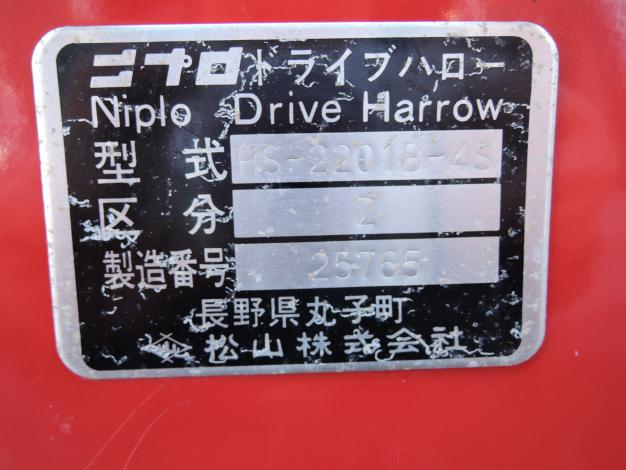 ニプロドライブハロー
Niplo Drive Harrow
型式 HS-2201B-4S
区分 Z
製造番号 25765
長野県丸子町
松山株式会社